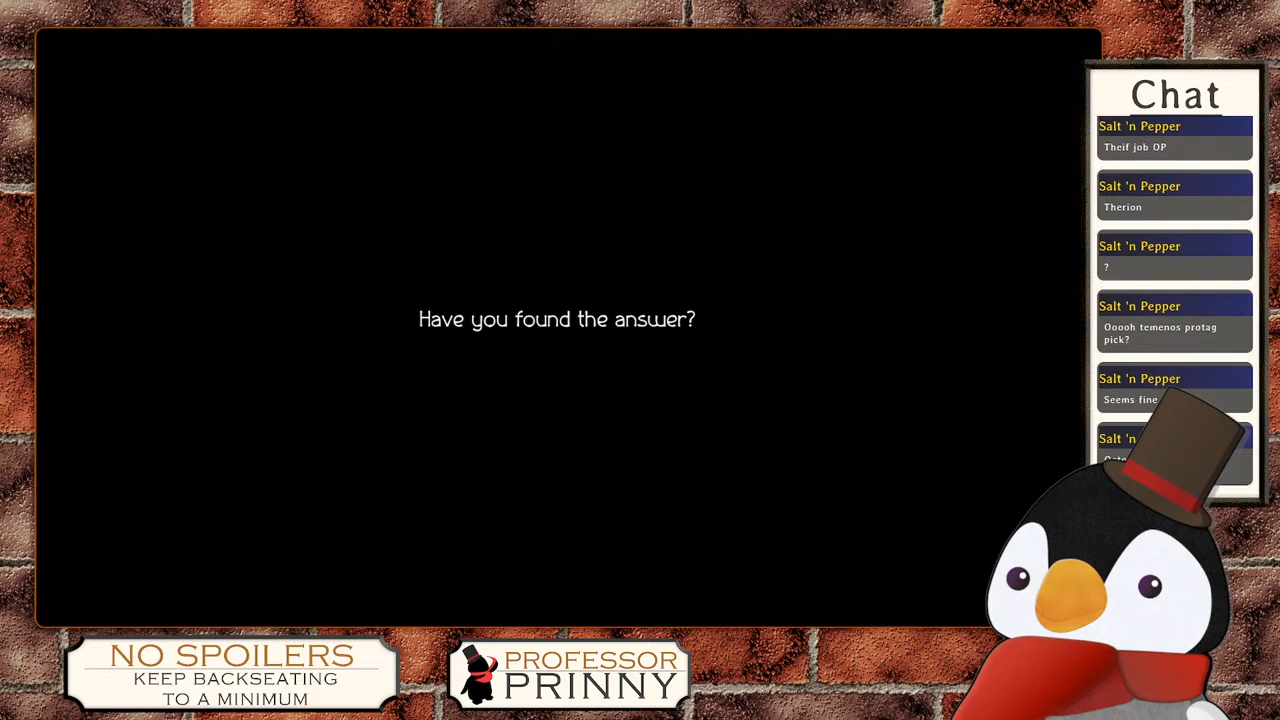 Chat
Salt 'n Pepper
Theif job OP
Salt 'n Pepper
Therion
Salt 'n Pepper
?
Salt 'n Pepper
Ooooh temenos protag
pick?
Salt 'n Pepper
Seems fine
Salt 'n
Have you found the answer?
NO SPOILERS
KEEP BACKSEATING
TO A MINIMUM
PROFESSOR
PRINNY